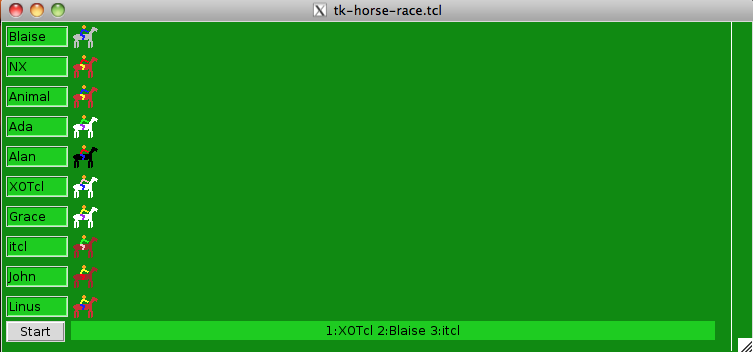 tk-horse-race.tcl
Blaise
NX
Animal
Ada
Alan
XOTcl
Grace
itcl
John
Linus
Start
1:XOTcl 2:Blaise 3:itcl